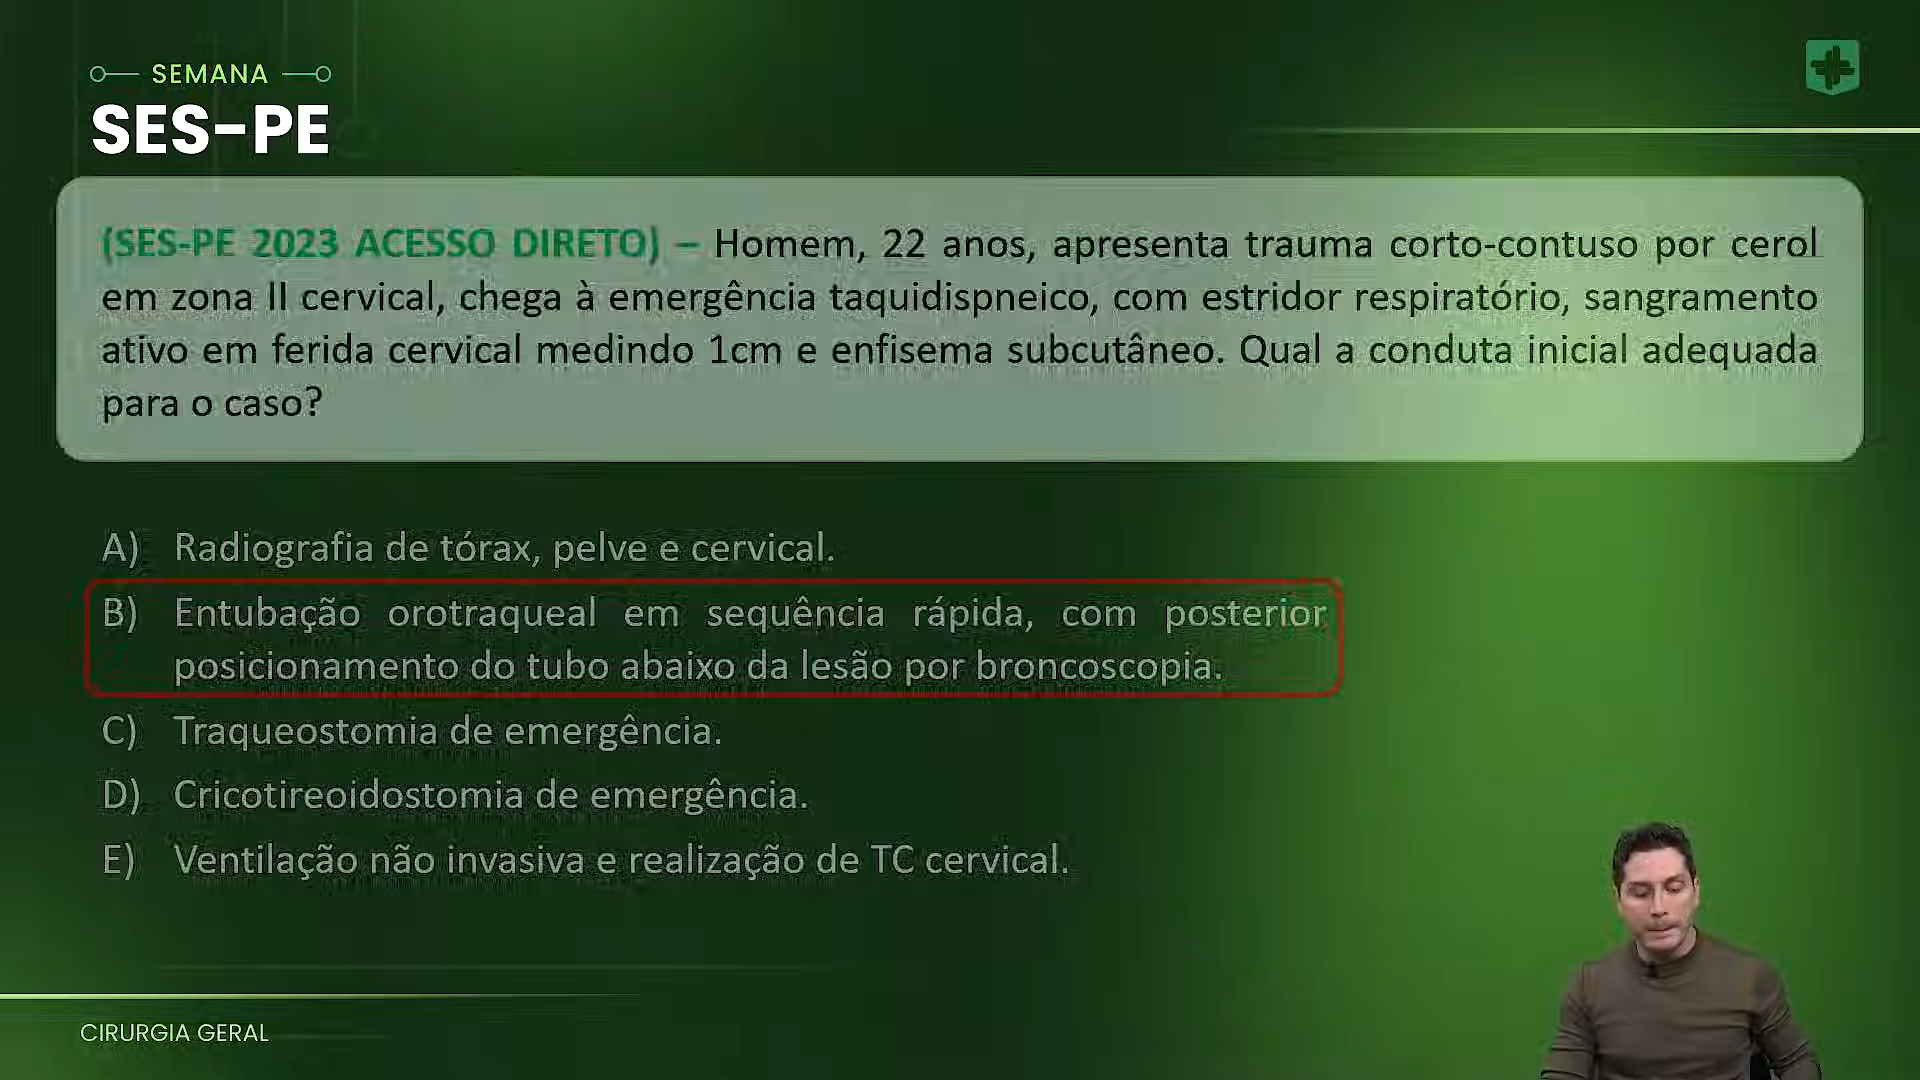 SEMANA
SES-PE
(SES-PE 2023 ACESSO DIRETO) – Homem, 22 anos, apresenta trauma corto-contuso por cerol
em zona II cervical, chega à emergência taquidispneico, com estridor respiratório, sangramento
ativo em ferida cervical medindo 1cm e enfisema subcutâneo. Qual a conduta inicial adequada
para o caso?
A) Radiografia de tórax, pelve e cervical.
B) Entubação orotraqueal em sequência rápida, com posterior
posicionamento do tubo abaixo da lesão por broncoscopia.
C) Traqueostomia de emergência.
D) Cricotireoidostomia de emergência.
E) Ventilação não invasiva e realização de TC cervical.
CIRURGIA GERAL